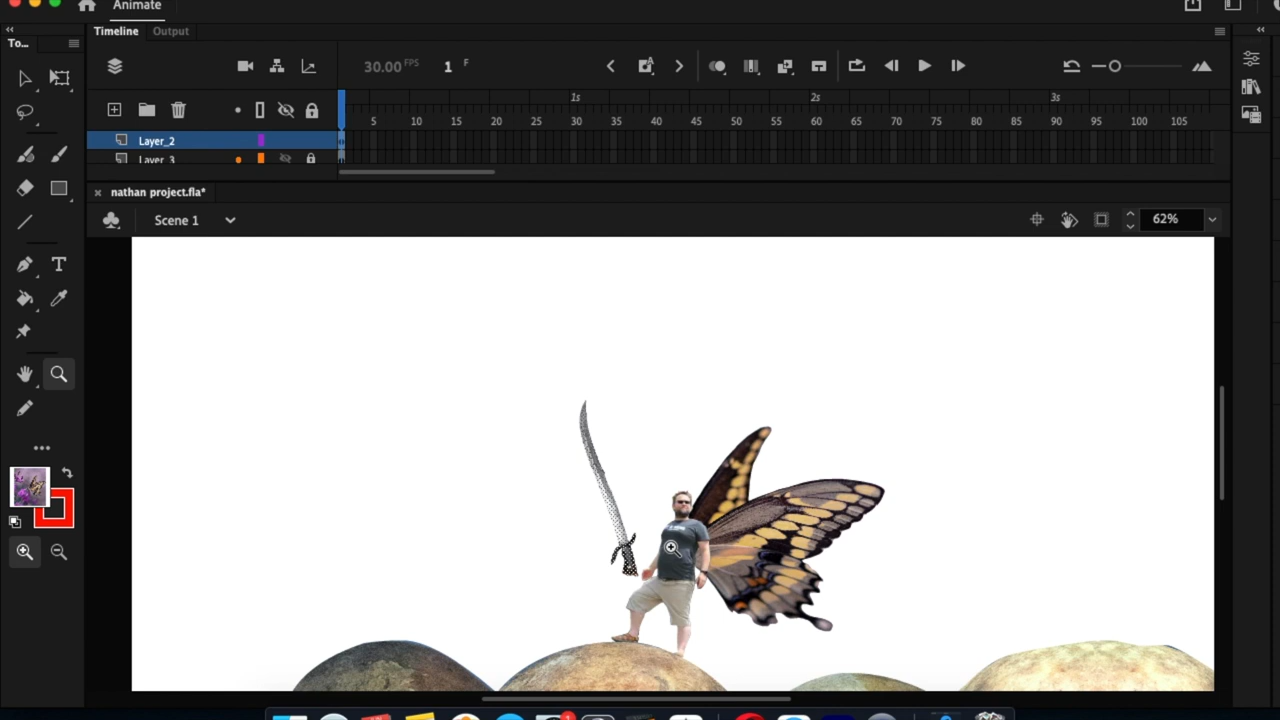 Animate
To...
Timeline Output
30.00 FPS 1 F
1s 2s 3s
5 10 15 20 25 30 35 40 45 50 55 60 65 70 75 80 85 90 95 100 105
Layer_2
Layer_3
× nathan project.fla*
Scene 1
62%
T
1